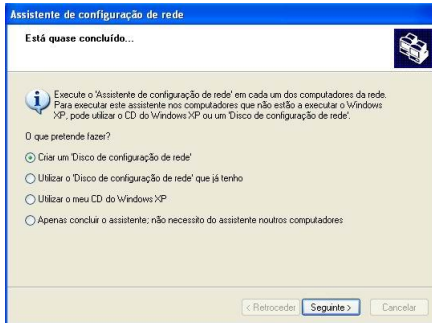 Assistente de configuração de rede
Está quase concluído...
Execute o 'Assistente de configuração de rede' em cada um dos computadores da rede.
Para executar este assistente nos computadores que não estão a executar o Windows
XP, pode utilizar o CD do Windows XP ou um 'Disco de configuração de rede'.
O que pretende fazer?
Criar um 'Disco de configuração de rede'
Utilizar o 'Disco de configuração de rede' que já tenho
Utilizar o meu CD do Windows XP
Apenas concluir o assistente; não necessito do assistente noutros computadores
< Retroceder Seguinte > Cancelar